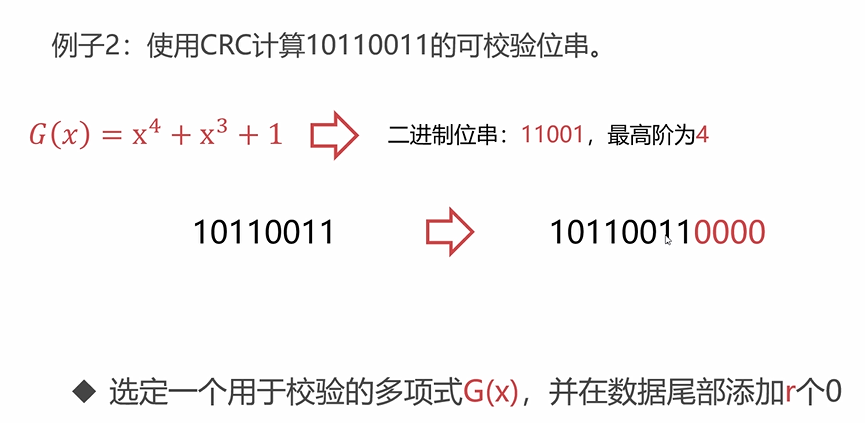 例子2：使用CRC计算10110011的可校验位串。
G(x) = x⁴ + x³ + 1 二进制位串：11001，最高阶为4
10110011 101100110000
◆ 选定一个用于校验的多项式G(x)，并在数据尾部添加r个0